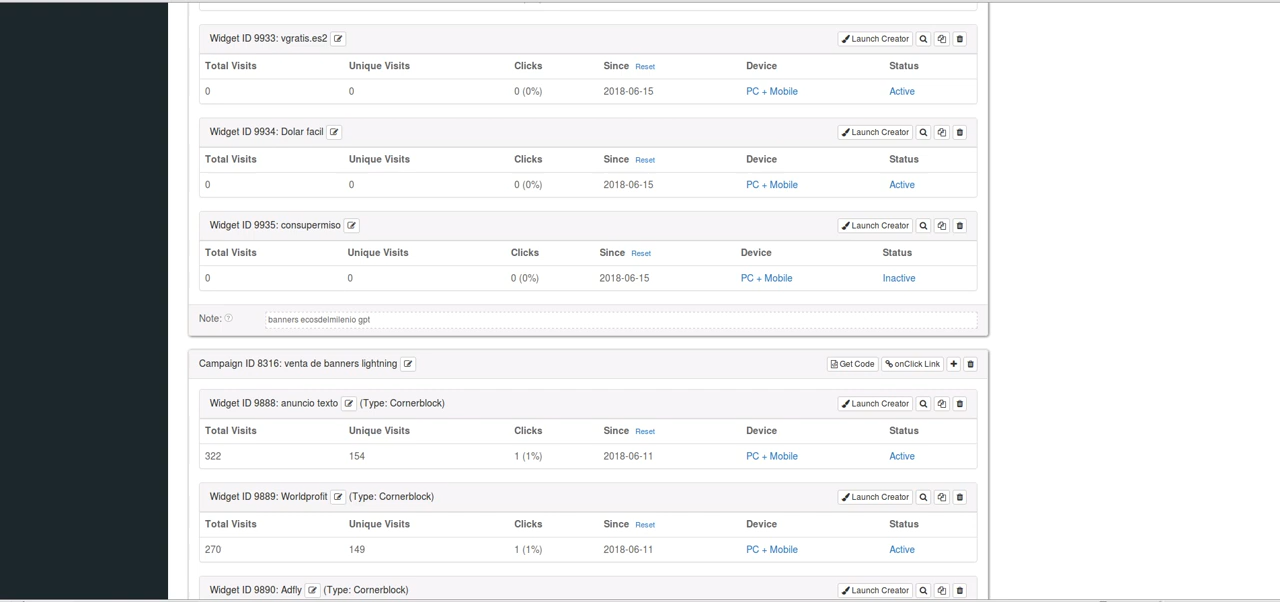 Widget ID 9933: vgratis.es2 Launch Creator
Total Visits Unique Visits Clicks Since Reset Device Status
0 0 0 (0%) 2018-06-15 PC + Mobile Active
Widget ID 9934: Dolar facil Launch Creator
Total Visits Unique Visits Clicks Since Reset Device Status
0 0 0 (0%) 2018-06-15 PC + Mobile Active
Widget ID 9935: consupermiso Launch Creator
Total Visits Unique Visits Clicks Since Reset Device Status
0 0 0 (0%) 2018-06-15 PC + Mobile Inactive
Note: banners ecosdelmilenio gpt
Campaign ID 8316: venta de banners lightning Get Code onClick Link
Widget ID 9888: anuncio texto (Type: Cornerblock) Launch Creator
Total Visits Unique Visits Clicks Since Reset Device Status
322 154 1 (1%) 2018-06-11 PC + Mobile Active
Widget ID 9889: Worldprofit (Type: Cornerblock) Launch Creator
Total Visits Unique Visits Clicks Since Reset Device Status
270 149 1 (1%) 2018-06-11 PC + Mobile Active
Widget ID 9890: Adfly (Type: Cornerblock) Launch Creator